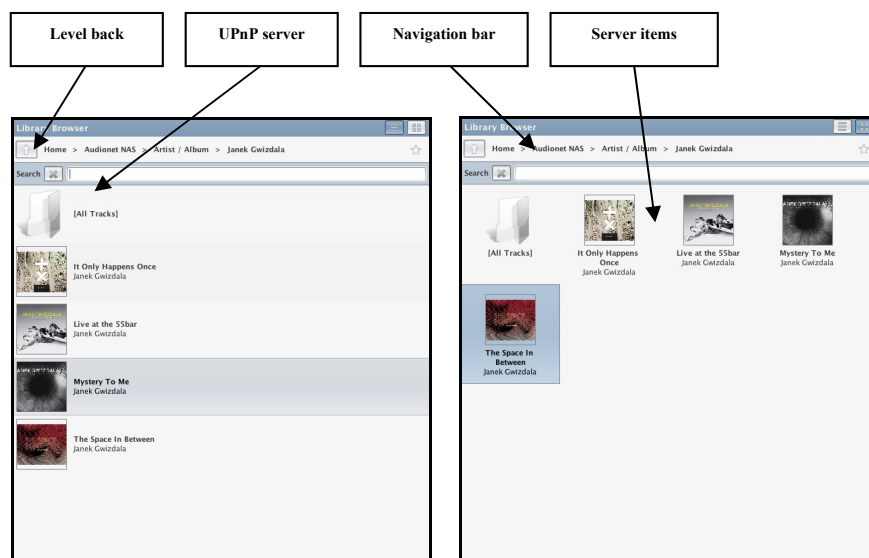 Level back
UPnP server
Navigation bar
Server items
Library Browser
Home > Audionet NAS > Artist / Album > Janek Gwizdala
Search
[All Tracks]
It Only Happens Once
Janek Gwizdala
Live at the 55bar
Janek Gwizdala
Mystery To Me
Janek Gwizdala
The Space In Between
Janek Gwizdala
Library Browser
Home > Audionet NAS > Artist / Album > Janek Gwizdala
Search
[All Tracks]
It Only Happens
Once
Janek Gwizdala
Live at the 55bar
Janek Gwizdala
Mystery To Me
Janek Gwizdala
The Space In
Between
Janek Gwizdala